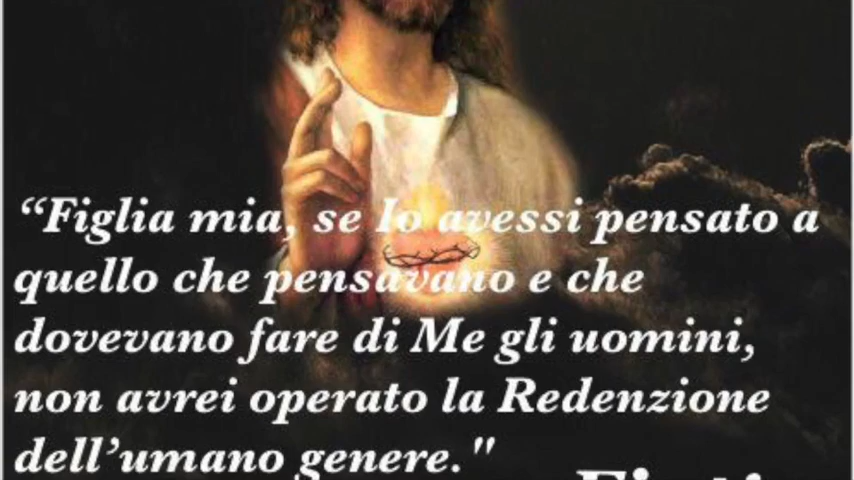 “Figlia mia, se Io avessi pensato a
quello che pensavano e che
dovevano fare di Me gli uomini,
non avrei operato la Redenzione
dell’umano genere."